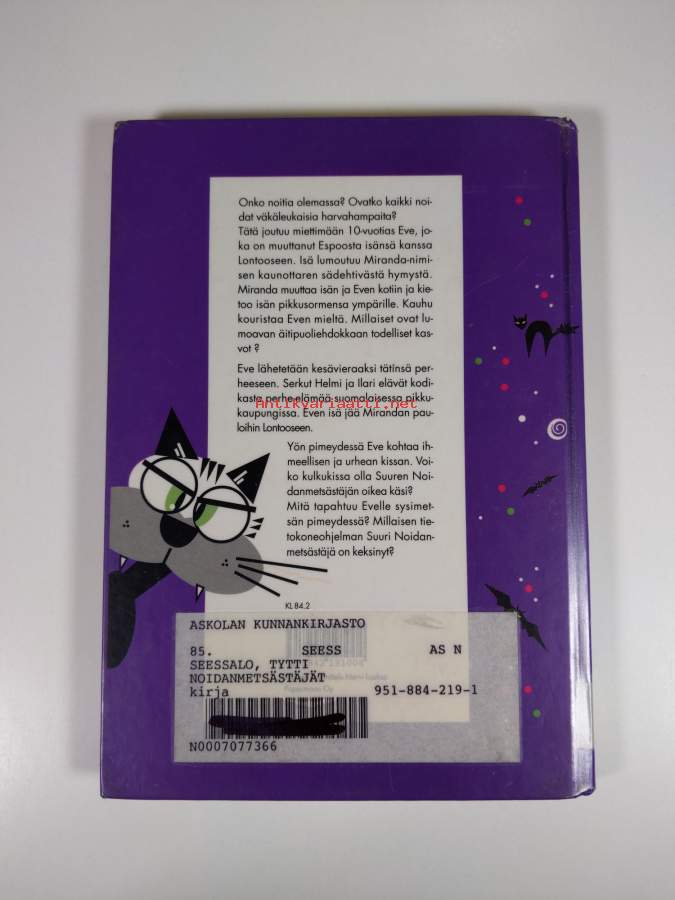 Onko noitia olemassa? Ovatko kaikki noi-
dat väkäleukaisia harvahampaita?
Tätä joutuu miettimään 10-vuotias Eve, jo-
ka on muuttanut Espoosta isänsä kanssa
Lontooseen. Isä lumoutuu Miranda-nimi-
sen kaunottaren sädehtivästä hymystä.
Miranda muuttaa isän ja Even kotiin ja kie-
too isän pikkusormensa ympärille. Kauhu
kouristaa Even mieltä. Millaiset ovat lu-
moavan äitipuoliehdokkaan todelliset kas-
vot ?
Eve lähetetään kesävieraaksi tätinsä per-
heeseen. Serkut Helmi ja Ilari elävät kodi-
kasta perhe-elämää suomalaisessa pikku-
Antikvariaatti.net
kaupungissa. Even isä jää Mirandan pau-
loihin Lontooseen.
Yön pimeydessä Eve kohtaa ih-
meellisen ja urhean kissan. Voi-
ko kulkukissa olla Suuren Noi-
danmetsästäjän oikea käsi?
Mitä tapahtuu Evelle sysimet-
sän pimeydessä? Millaisen tie-
tokoneohjelman Suuri Noidan-
metsästäjä on keksinyt?
KL 84.2
ASKOLAN KUNNANKIRJASTO
85. SEESS AS N
SEESSALO, TYTTI
NOIDANMETSÄSTÄJÄT
kirja 951-884-219-1
N0007077366